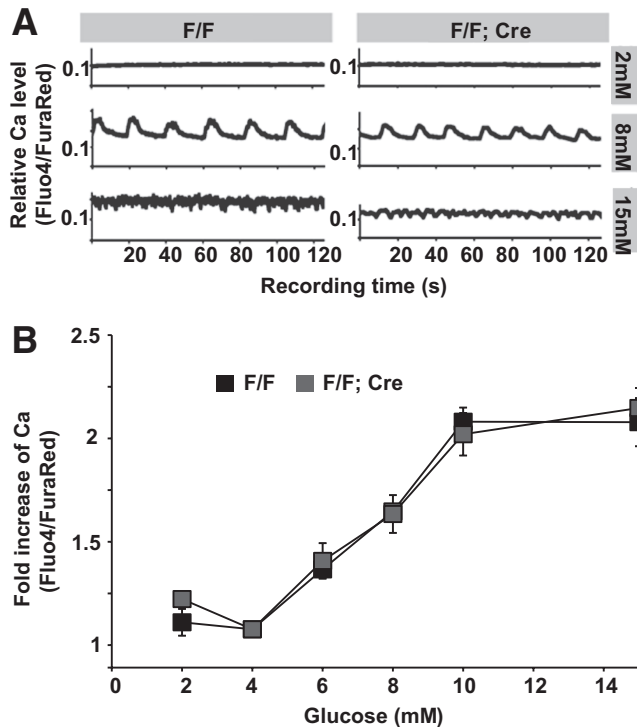 A
F/F
F/F; Cre
Relative Ca level
(Fluo4/FuraRed)
0.1
0.1
2mM
0.1
0.1
8mM
0.1
0.1
15mM
20 40 60 80 100 120
20 40 60 80 100 120
Recording time (s)
B
F/F
F/F; Cre
Fold increase of Ca
(Fluo4/FuraRed)
2.5
2
1.5
1
0 2 4 6 8 10 12 14
Glucose (mM)